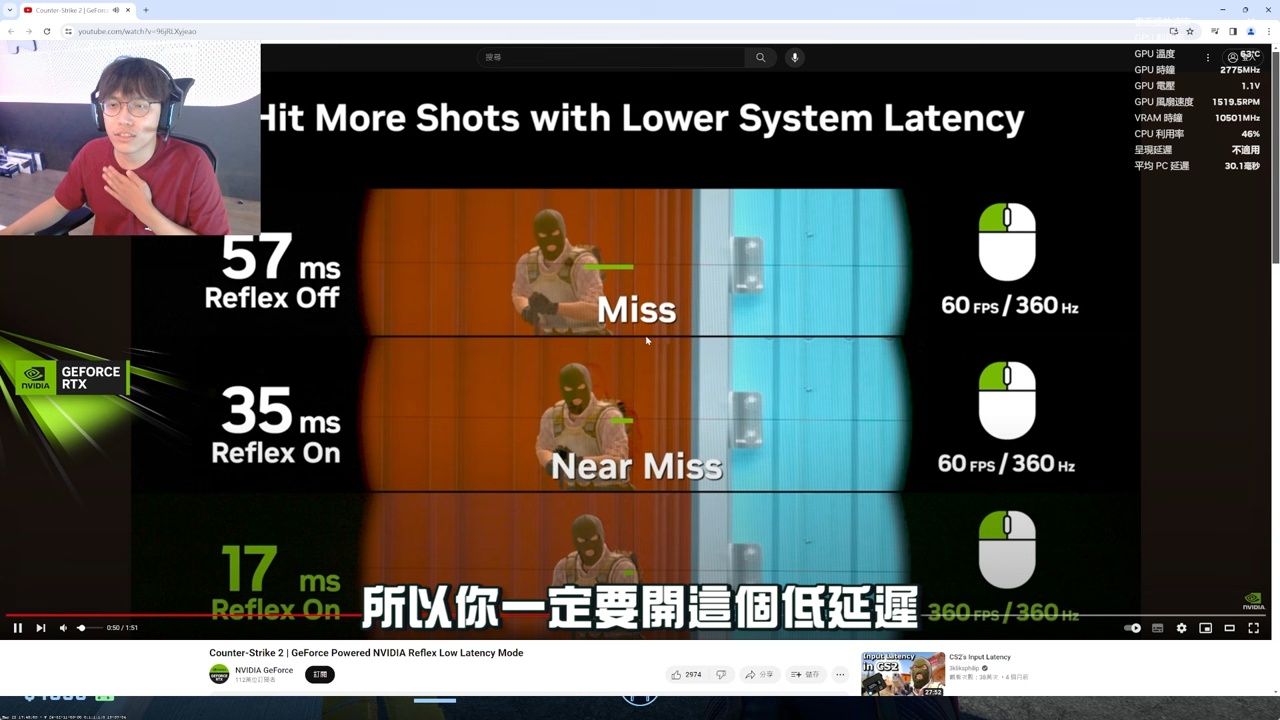 Counter-Strike 2 | GeForc
youtube.com/watch?v=96jRLXyjeao
搜尋
GPU 溫度 63°C
GPU 時鐘 2775MHz
GPU 電壓 1.1V
GPU 風扇速度 1519.5RPM
VRAM 時鐘 10501MHz
CPU 利用率 46%
呈現延遲 不適用
平均 PC 延遲 30.1毫秒
Hit More Shots with Lower System Latency
57 ms
Reflex Off
Miss
60 FPS / 360 Hz
NVIDIA
GEFORCE
RTX
35 ms
Reflex On
Near Miss
60 FPS / 360 Hz
17 ms
Reflex On
360 FPS / 360 Hz
所以你一定要開這個低延遲
NVIDIA
0:50 / 1:51
Counter-Strike 2 | GeForce Powered NVIDIA Reflex Low Latency Mode
NVIDIA GeForce
訂閱
2974
分享
儲存
Input Latency
in CS2
27:52
CS2's Input Latency
3kliksphilip